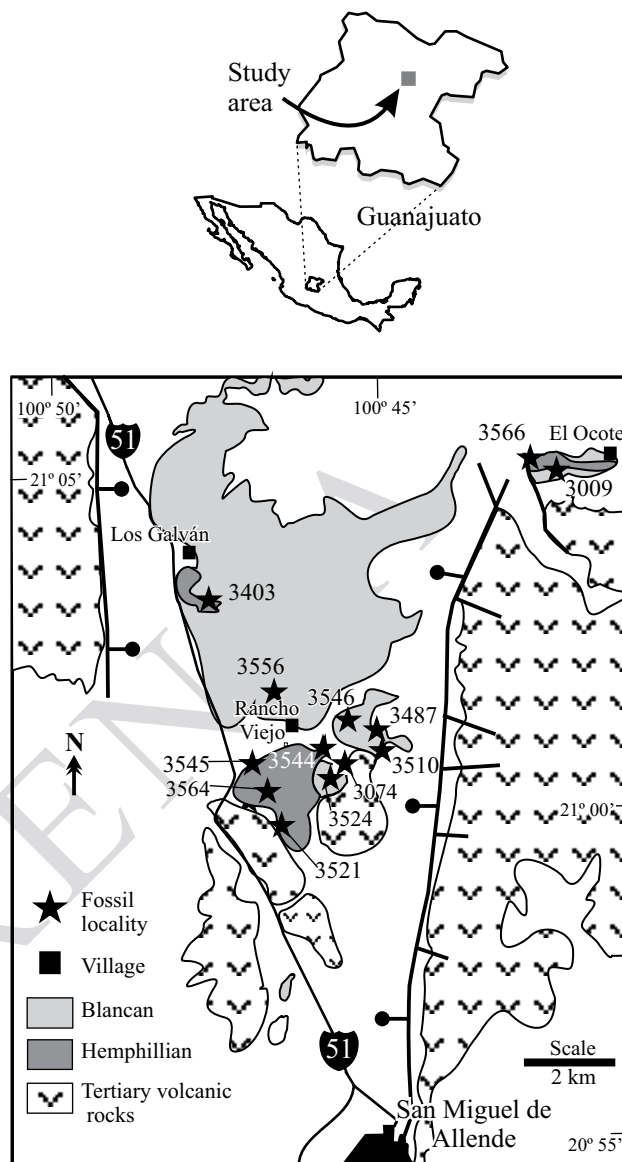 Study
area
Guanajuato
100º 50'
100º 45'
51
3566
El Ocote
3009
21º 05'
Los Galván
3403
3556
3546
3487
Ráncho
Viejo
3545
3544
3510
3564
3074
N
3524
21º 00'
3521
Fossil
locality
Village
Blancan
Hemphillian
Tertiary volcanic
rocks
51
Scale
2 km
San Miguel de
Allende
20º 55'